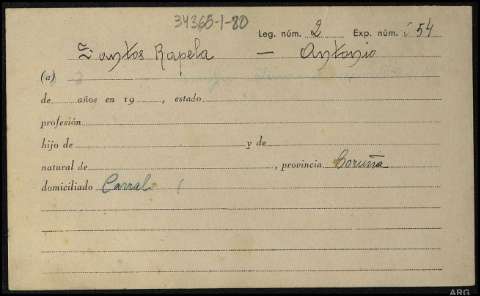 34365-1-80
Leg. núm. 2 Exp. núm. 54
Santos Rapela — Antonio
(a)
de años en 19 , estado
profesión
hijo de y de
natural de , provincia Coruña
domiciliado Carral
ARG